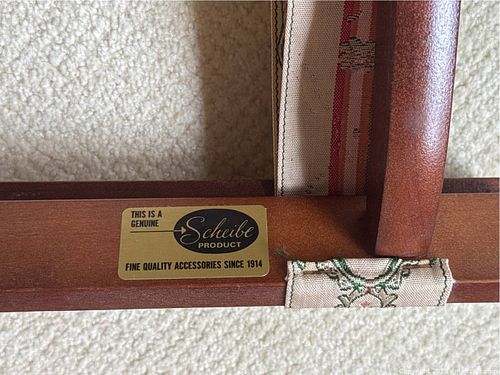 THIS IS A
GENUINE
Scheibe
PRODUCT
FINE QUALITY ACCESSORIES SINCE 1914